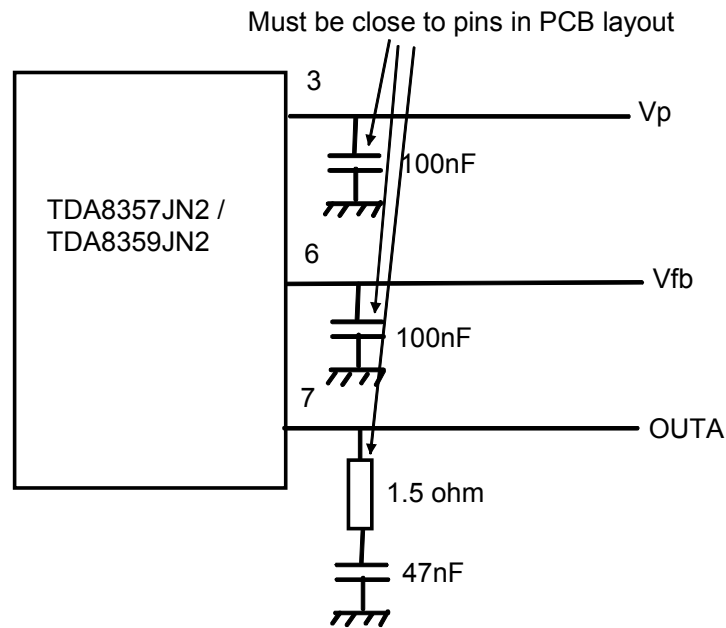 Must be close to pins in PCB layout
3
Vp
100nF
TDA8357JN2 /
TDA8359JN2
6
Vfb
100nF
7
OUTA
1.5 ohm
47nF